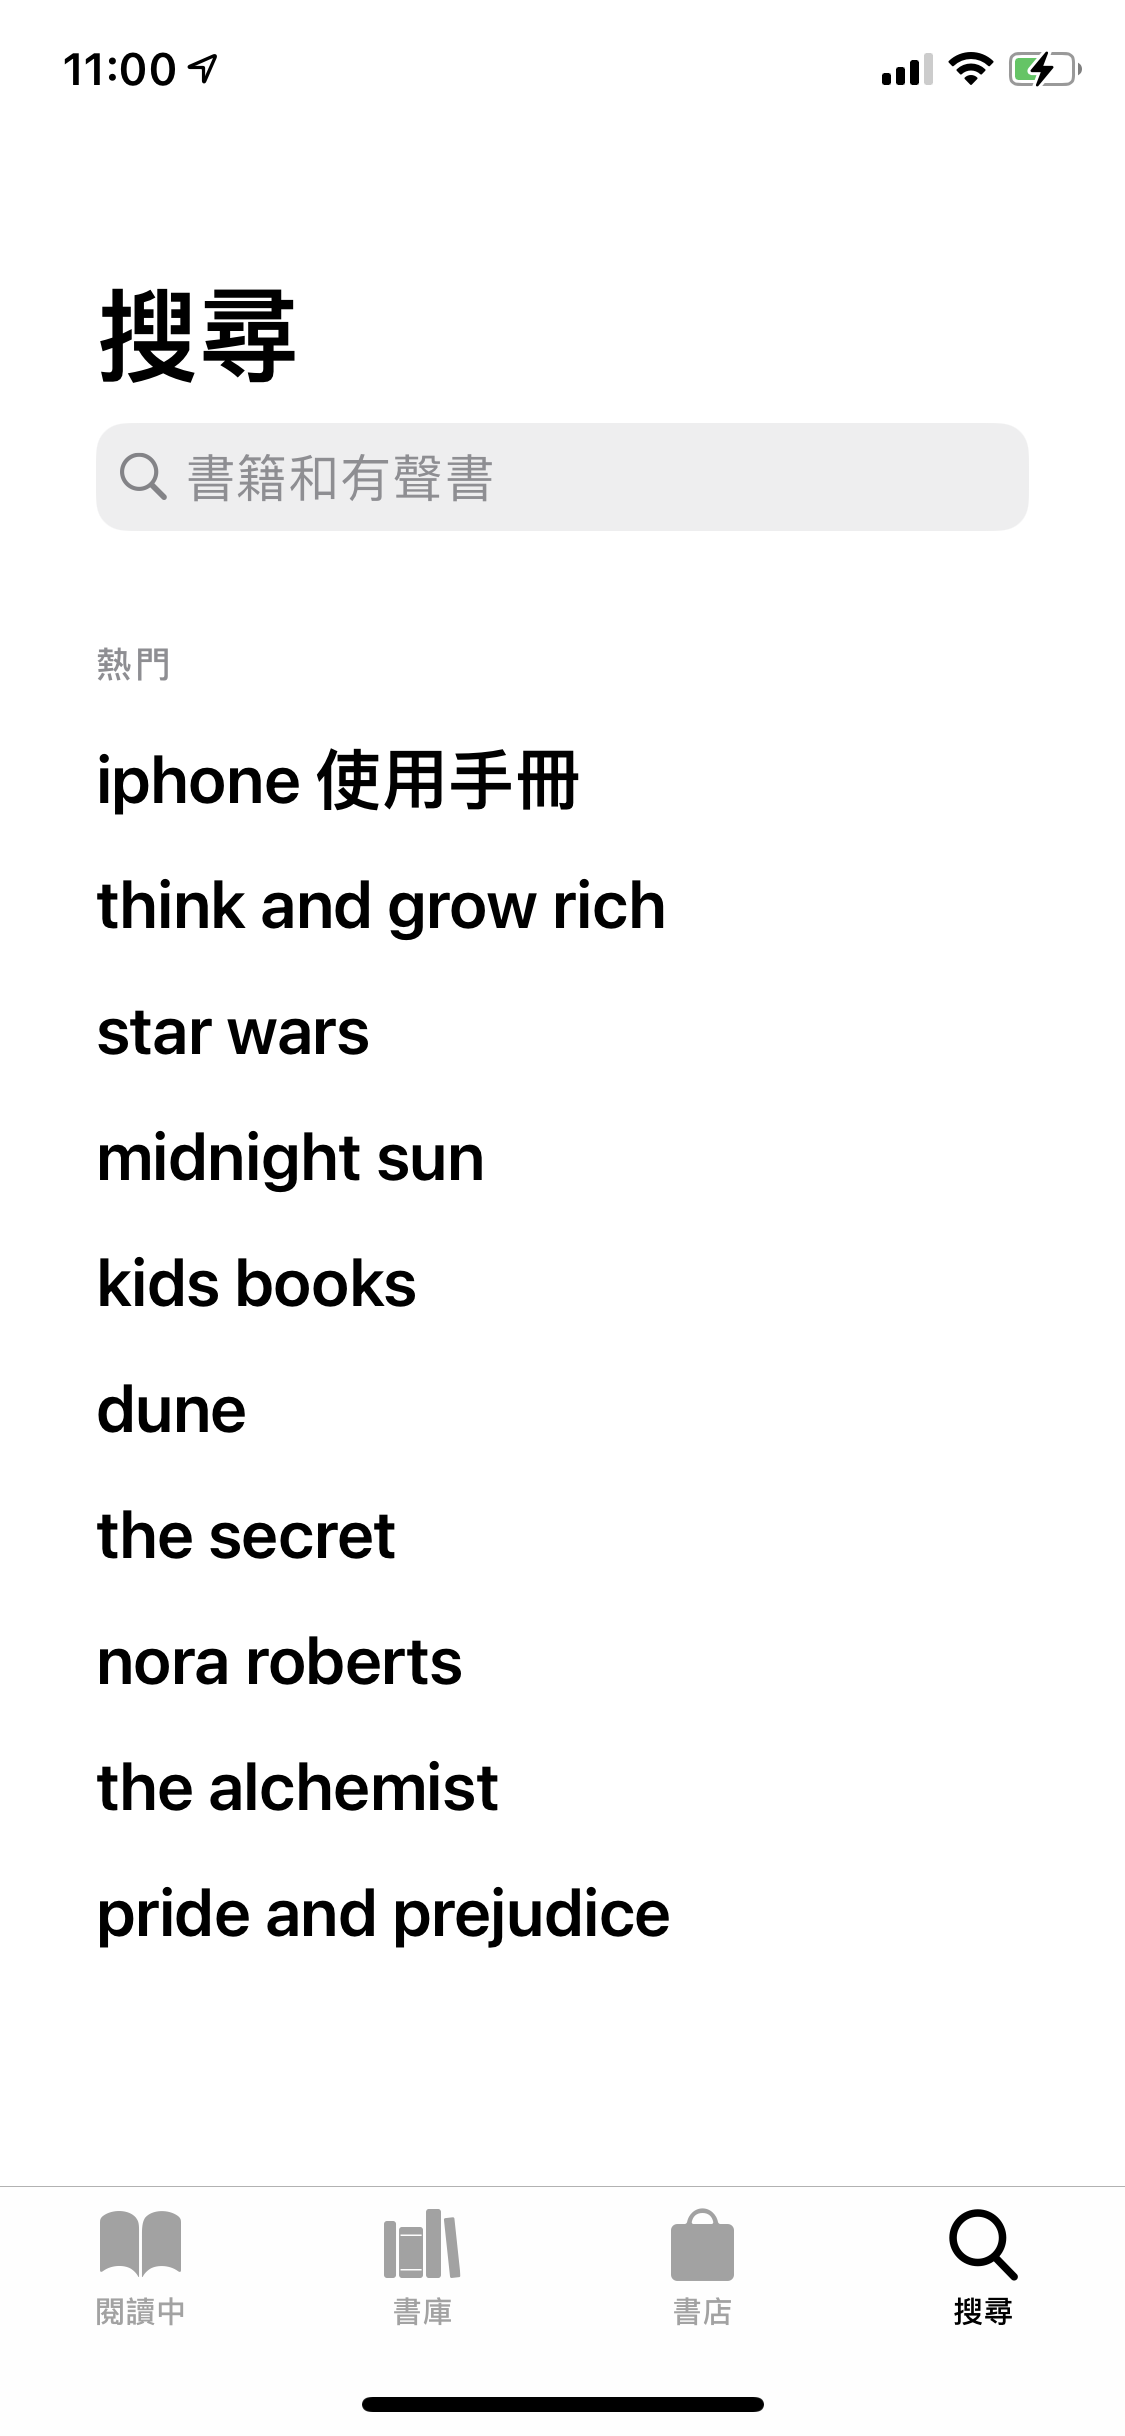 11:00
搜尋
書籍和有聲書
熱門
iphone 使用手冊
think and grow rich
star wars
midnight sun
kids books
dune
the secret
nora roberts
the alchemist
pride and prejudice
閱讀中
書庫
書店
搜尋